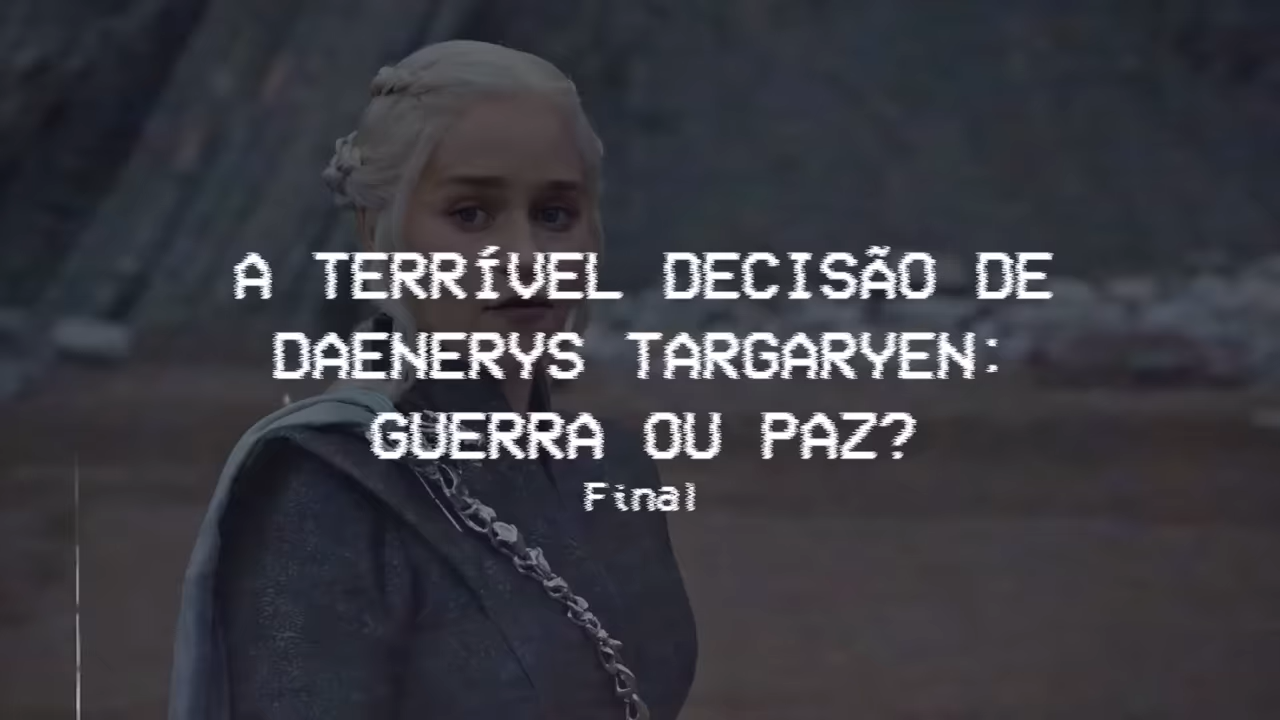 A TERRÍVEL DECISÃO DE
DAENERYS TARGARYEN:
GUERRA OU PAZ?
Final